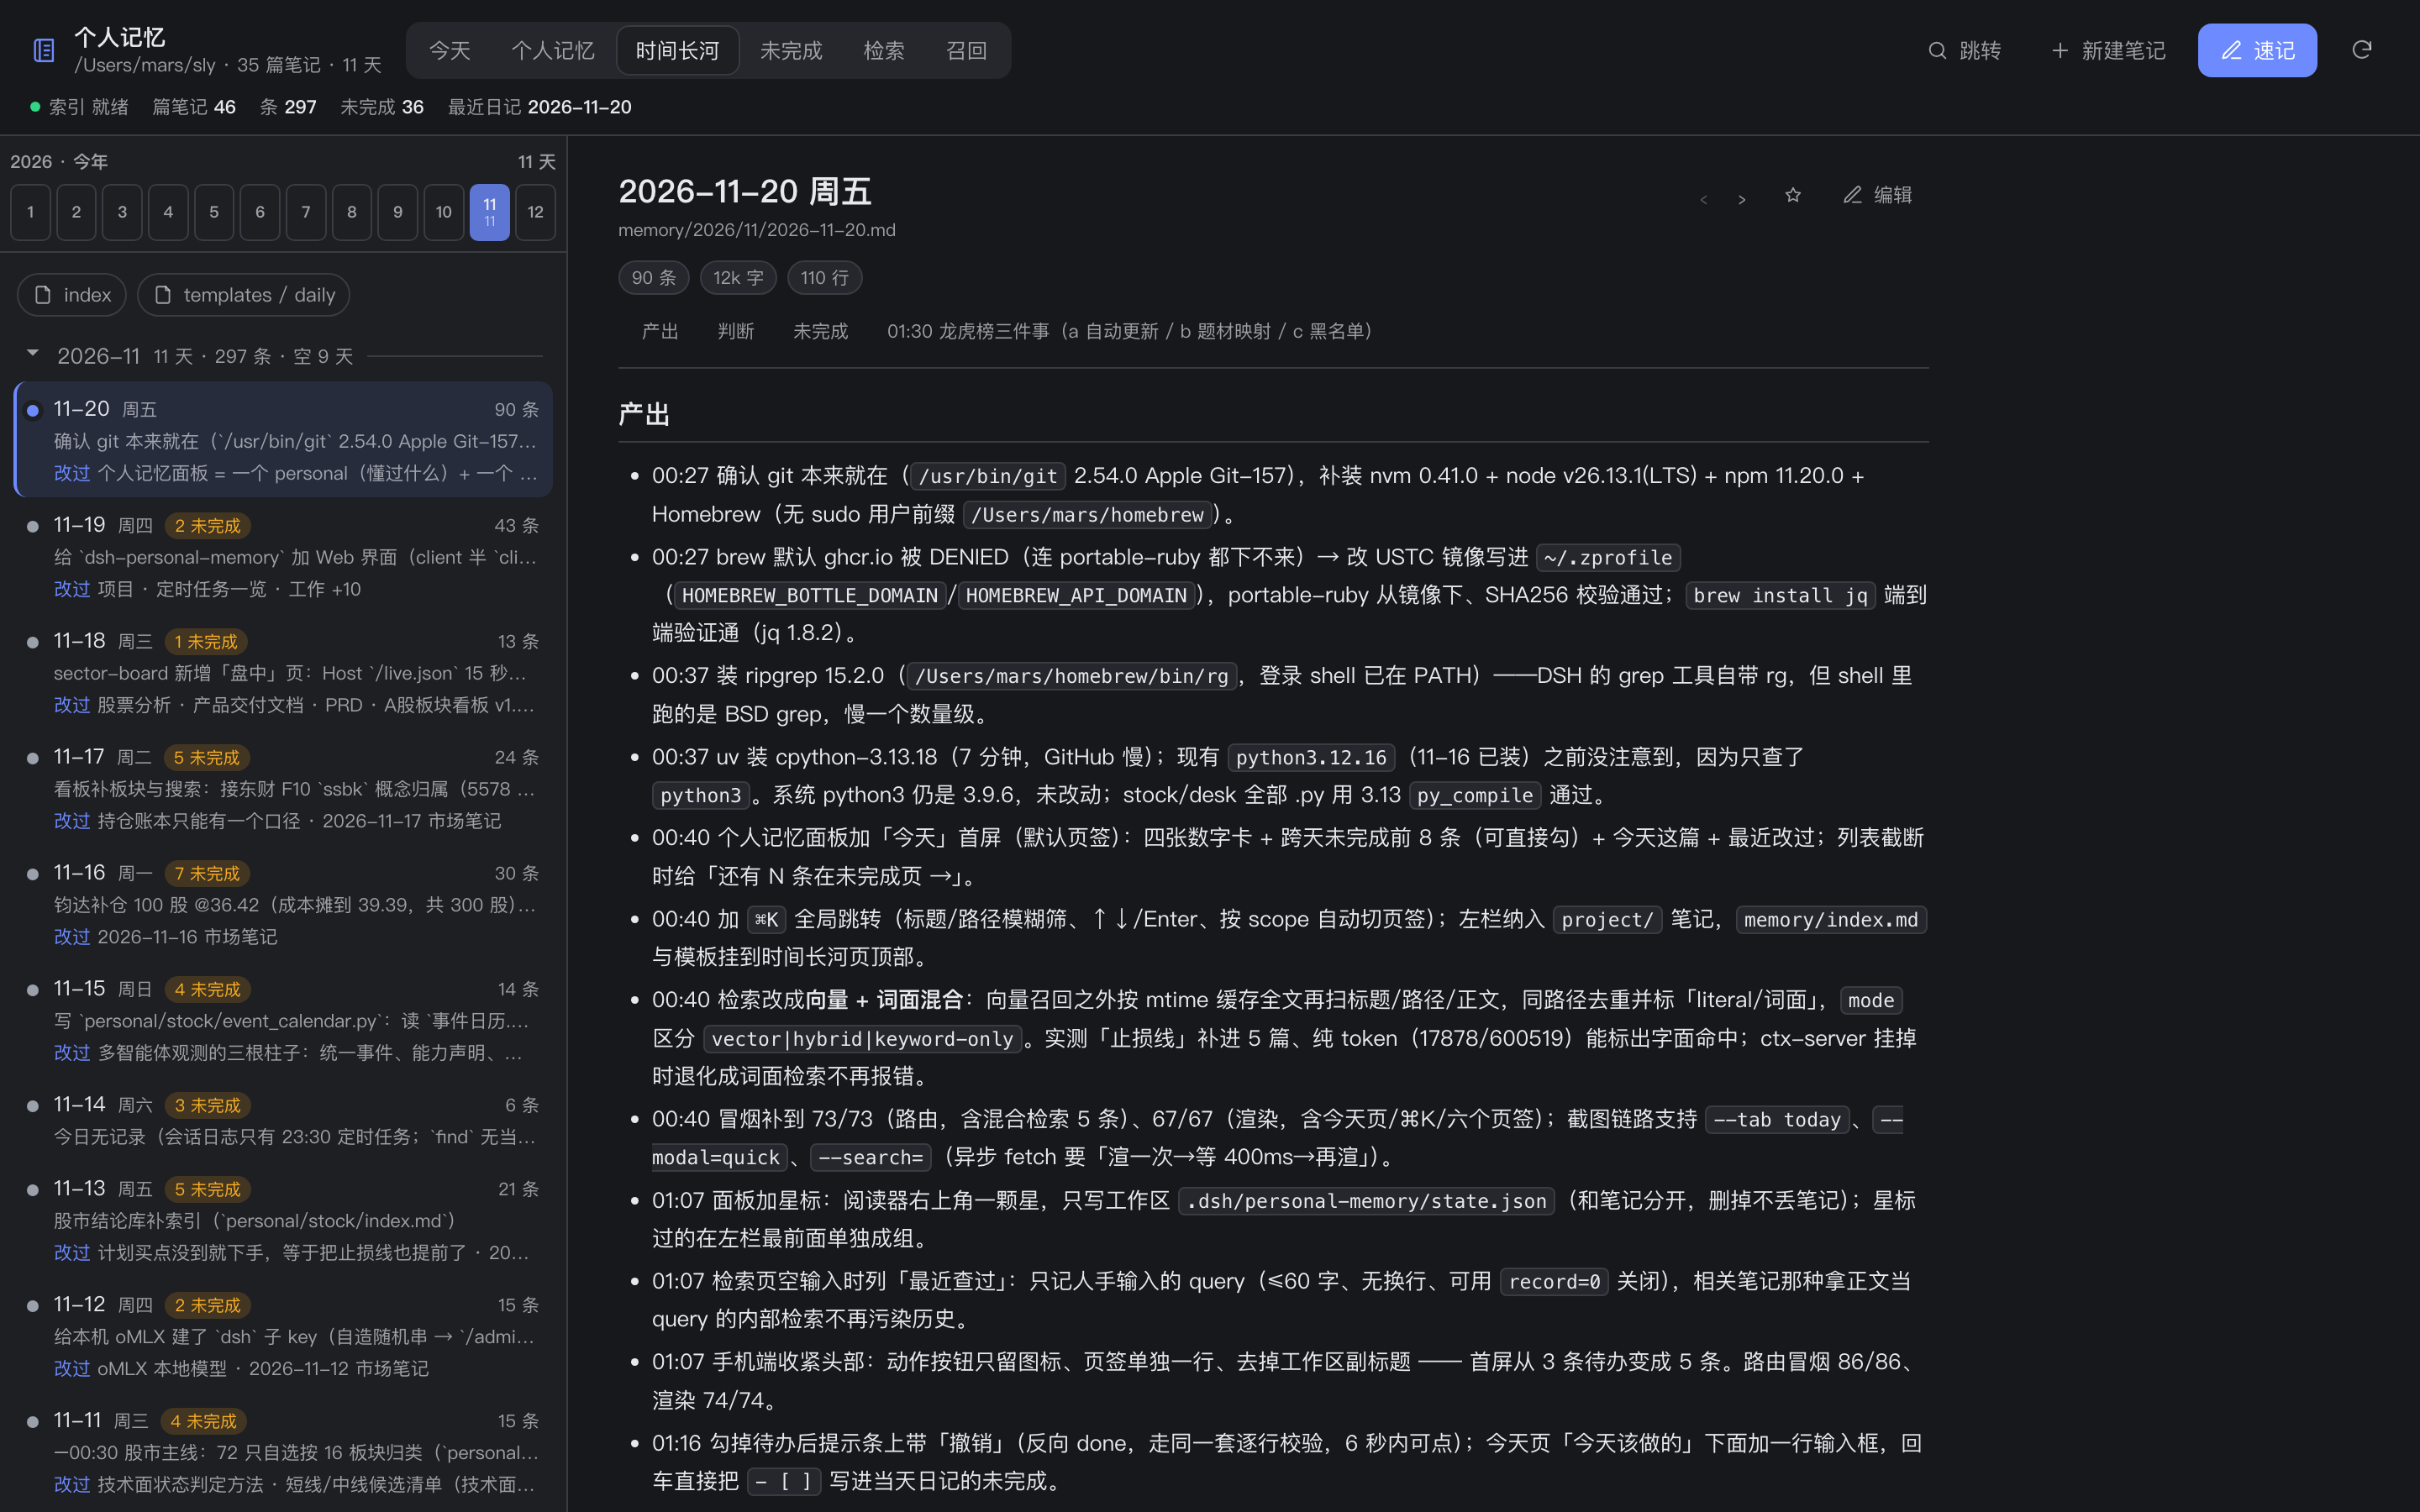 个人记忆
/Users/mars/sly · 35 篇笔记 · 11 天
今天 个人记忆 时间长河 未完成 检索 召回
跳转 新建笔记 速记
索引 就绪 篇笔记 46 条 297 未完成 36 最近日记 2026-11-20
2026 · 今年 11 天
1 2 3 4 5 6 7 8 9 10 11 12
11
index templates / daily
2026-11 11 天 · 297 条 · 空 9 天
11-20 周五 90 条
确认 git 本来就在（`/usr/bin/git` 2.54.0 Apple Git-157…
改过 个人记忆面板 = 一个 personal（懂过什么）+ 一个 …
11-19 周四 2 未完成 43 条
给 `dsh-personal-memory` 加 Web 界面（client 半 `cli…
改过 项目 · 定时任务一览 · 工作 +10
11-18 周三 1 未完成 13 条
sector-board 新增「盘中」页：Host `/live.json` 15 秒…
改过 股票分析 · 产品交付文档 · PRD · A股板块看板 v1.…
11-17 周二 5 未完成 24 条
看板补板块与搜索：接东财 F10 `ssbk` 概念归属（5578 …
改过 持仓账本只能有一个口径 · 2026-11-17 市场笔记
11-16 周一 7 未完成 30 条
钧达补仓 100 股 @36.42（成本摊到 39.39，共 300 股）…
改过 2026-11-16 市场笔记
11-15 周日 4 未完成 14 条
写 `personal/stock/event_calendar.py`：读 `事件日历.…
改过 多智能体观测的三根柱子：统一事件、能力声明、…
11-14 周六 3 未完成 6 条
今日无记录（会话日志只有 23:30 定时任务；`find` 无当…
11-13 周五 5 未完成 21 条
股市结论库补索引（`personal/stock/index.md`）
改过 计划买点没到就下手，等于把止损线也提前了 · 20…
11-12 周四 2 未完成 15 条
给本机 oMLX 建了 `dsh` 子 key（自造随机串 → `/admi…
改过 oMLX 本地模型 · 2026-11-12 市场笔记
11-11 周三 4 未完成 15 条
—00:30 股市主线：72 只自选按 16 板块归类（`personal…
改过 技术面状态判定方法 · 短线/中线候选清单（技术面…
2026-11-20 周五
编辑
memory/2026/11/2026-11-20.md
90 条 12k 字 110 行
产出 判断 未完成 01:30 龙虎榜三件事（a 自动更新 / b 题材映射 / c 黑名单）
产出
• 00:27 确认 git 本来就在（/usr/bin/git 2.54.0 Apple Git-157），补装 nvm 0.41.0 + node v26.13.1(LTS) + npm 11.20.0 +
Homebrew（无 sudo 用户前缀 /Users/mars/homebrew）。
• 00:27 brew 默认 ghcr.io 被 DENIED（连 portable-ruby 都下不来）→ 改 USTC 镜像写进 ~/.zprofile
（HOMEBREW_BOTTLE_DOMAIN/HOMEBREW_API_DOMAIN），portable-ruby 从镜像下、SHA256 校验通过；brew install jq 端到
端验证通（jq 1.8.2）。
• 00:37 装 ripgrep 15.2.0（/Users/mars/homebrew/bin/rg，登录 shell 已在 PATH）——DSH 的 grep 工具自带 rg，但 shell 里
跑的是 BSD grep，慢一个数量级。
• 00:37 uv 装 cpython-3.13.18（7 分钟，GitHub 慢）；现有 python3.12.16（11-16 已装）之前没注意到，因为只查了
python3。系统 python3 仍是 3.9.6，未改动；stock/desk 全部 .py 用 3.13 py_compile 通过。
• 00:40 个人记忆面板加「今天」首屏（默认页签）：四张数字卡 + 跨天未完成前 8 条（可直接勾）+ 今天这篇 + 最近改过；列表截断
时给「还有 N 条在未完成页 →」。
• 00:40 加 ⌘K 全局跳转（标题/路径模糊筛、↑↓/Enter、按 scope 自动切页签）；左栏纳入 project/ 笔记，memory/index.md
与模板挂到时间长河页顶部。
• 00:40 检索改成向量 + 词面混合：向量召回之外按 mtime 缓存全文再扫标题/路径/正文，同路径去重并标「literal/词面」，mode
区分 vector|hybrid|keyword-only。实测「止损线」补进 5 篇、纯 token（17878/600519）能标出字面命中；ctx-server 挂掉
时退化成词面检索不再报错。
• 00:40 冒烟补到 73/73（路由，含混合检索 5 条）、67/67（渲染，含今天页/⌘K/六个页签）；截图链路支持 --tab today、--
modal=quick、--search=（异步 fetch 要「渲一次→等 400ms→再渲」）。
• 01:07 面板加星标：阅读器右上角一颗星，只写工作区 .dsh/personal-memory/state.json（和笔记分开，删掉不丢笔记）；星标
过的在左栏最前面单独成组。
• 01:07 检索页空输入时列「最近查过」：只记人手输入的 query（≤60 字、无换行、可用 record=0 关闭），相关笔记那种拿正文当
query 的内部检索不再污染历史。
• 01:07 手机端收紧头部：动作按钮只留图标、页签单独一行、去掉工作区副标题 —— 首屏从 3 条待办变成 5 条。路由冒烟 86/86、
渲染 74/74。
• 01:16 勾掉待办后提示条上带「撤销」（反向 done，走同一套逐行校验，6 秒内可点）；今天页「今天该做的」下面加一行输入框，回
车直接把 - [ ] 写进当天日记的未完成。